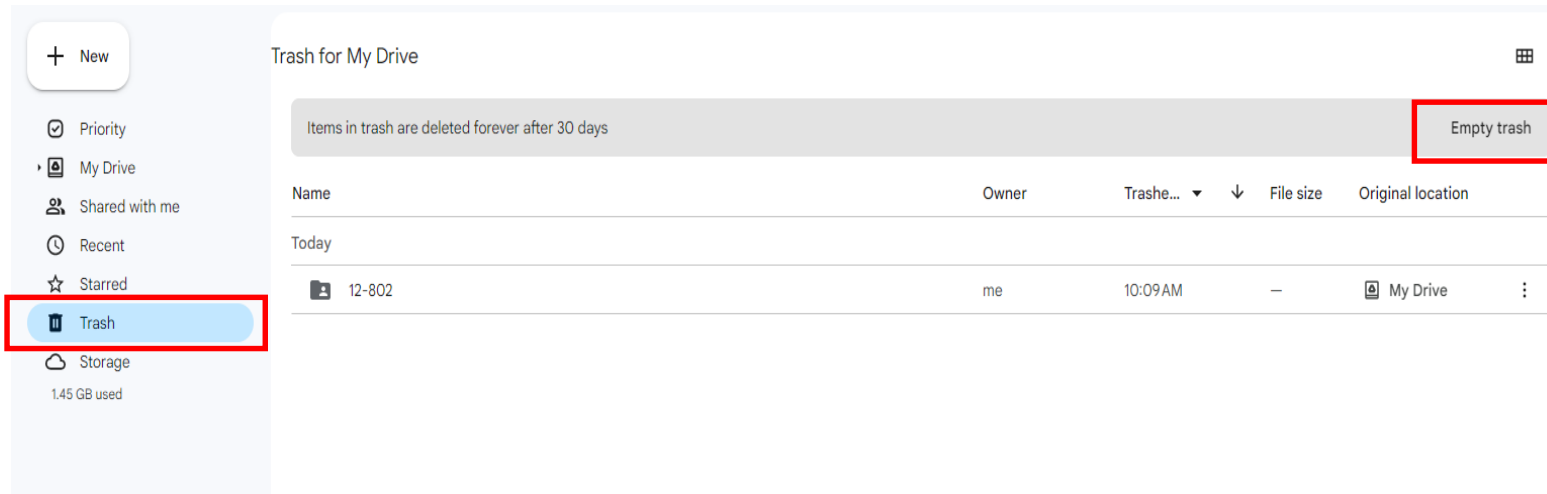 New
Priority
My Drive
Shared with me
Recent
Starred
Trash
Storage
1.45 GB used
Trash for My Drive
Items in trash are deleted forever after 30 days Empty trash
Name Owner Trashe... File size Original location
Today
12-802 me 10:09 AM — My Drive